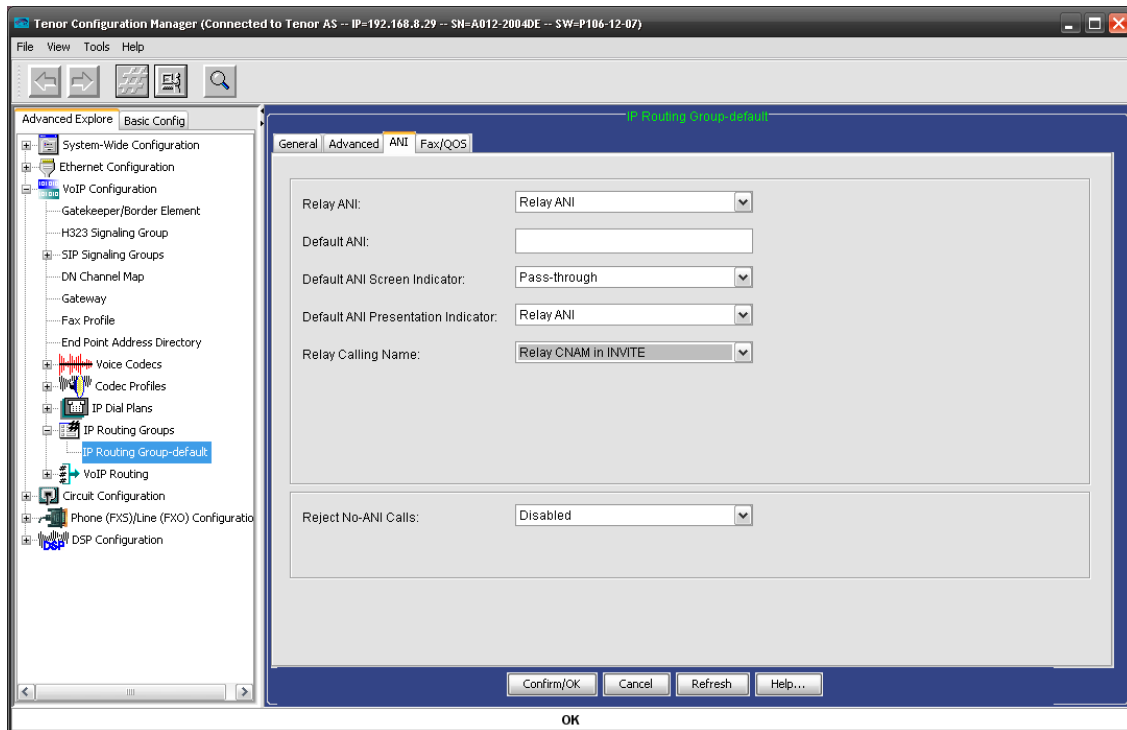 Tenor Configuration Manager (Connected to Tenor AS -- IP=192.168.8.29 -- SN=A012-2004DE -- SW=P106-12-07)
File View Tools Help
Advanced Explore Basic Config
System-Wide Configuration
Ethernet Configuration
VoIP Configuration
Gatekeeper/Border Element
H323 Signaling Group
SIP Signaling Groups
DN Channel Map
Gateway
Fax Profile
End Point Address Directory
Voice Codecs
Codec Profiles
IP Dial Plans
IP Routing Groups
IP Routing Group-default
VoIP Routing
Circuit Configuration
Phone (FXS)/Line (FXO) Configuratio
DSP DSP Configuration
IP Routing Group-default
General Advanced ANI Fax/QOS
Relay ANI: Relay ANI
Default ANI:
Default ANI Screen Indicator: Pass-through
Default ANI Presentation Indicator: Relay ANI
Relay Calling Name: Relay CNAM in INVITE
Reject No-ANI Calls: Disabled
Confirm/OK Cancel Refresh Help...
OK